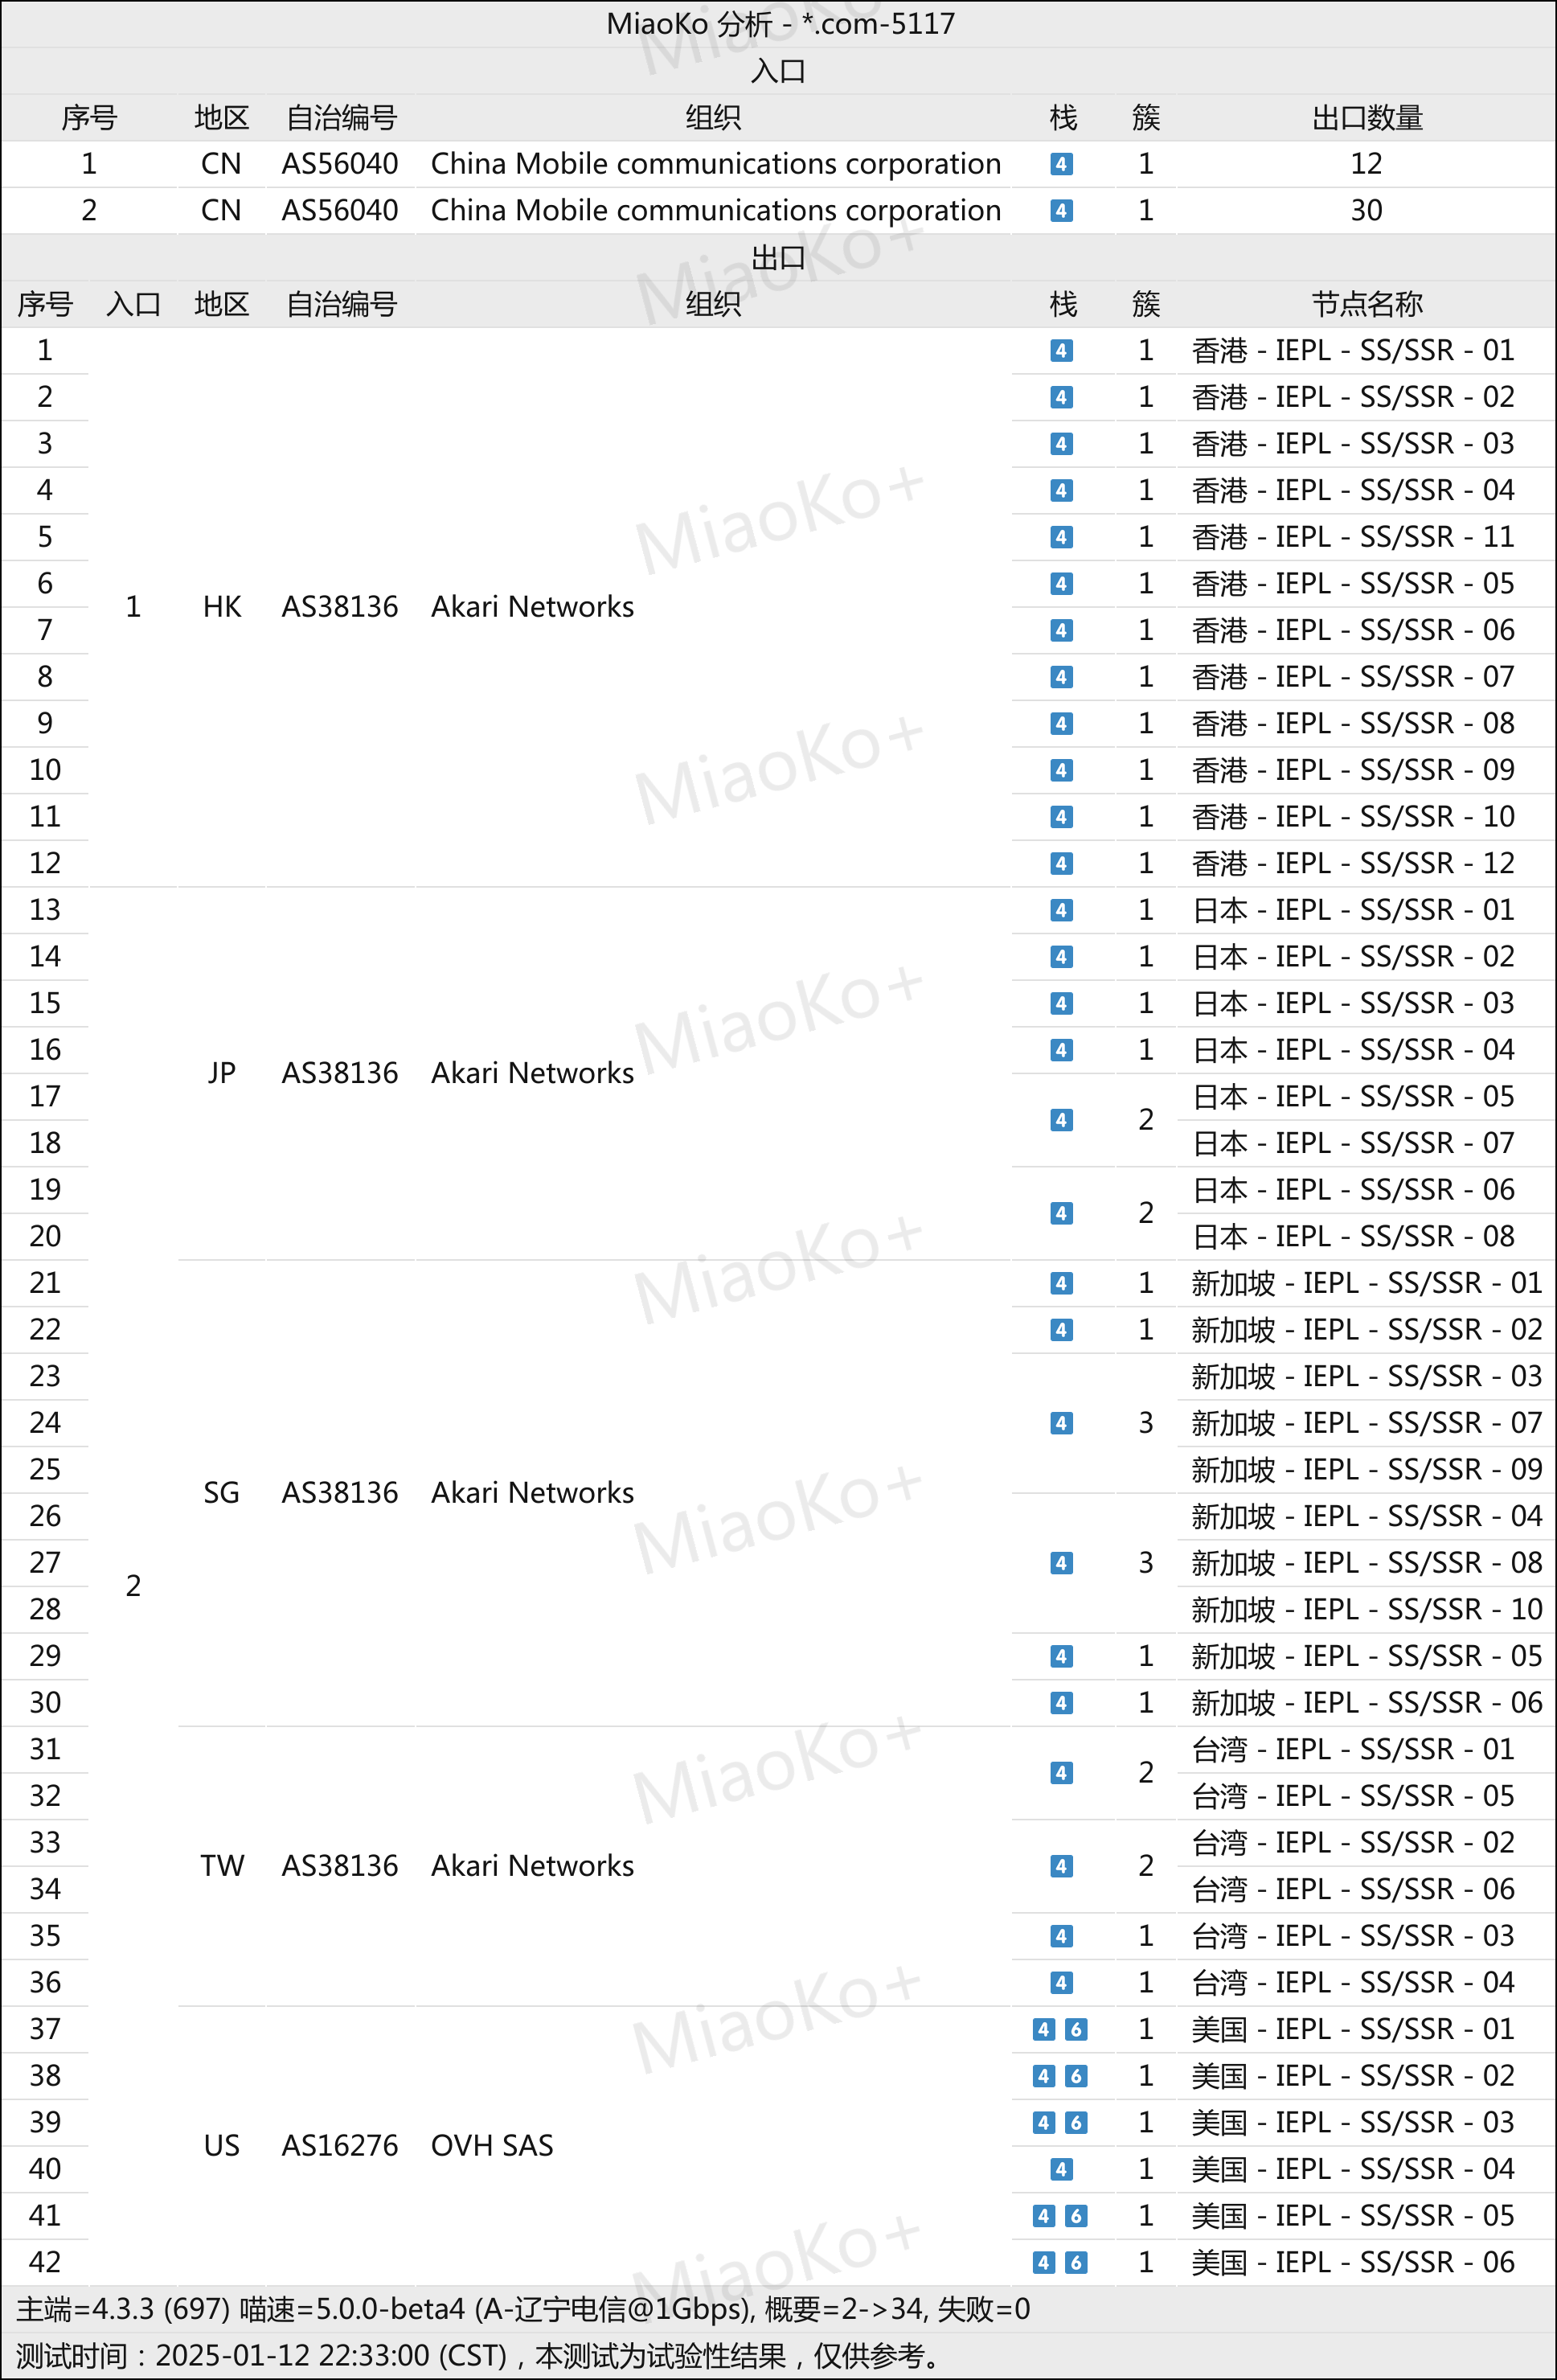 MiaoKo 分析 - *.com-5117
入口
序号 地区 自治编号 组织 栈 簇 出口数量
1 CN AS56040 China Mobile communications corporation 4 1 12
2 CN AS56040 China Mobile communications corporation 4 1 30
出口
序号 入口 地区 自治编号 组织 栈 簇 节点名称
1 4 1 香港 - IEPL - SS/SSR - 01
2 4 1 香港 - IEPL - SS/SSR - 02
3 4 1 香港 - IEPL - SS/SSR - 03
4 4 1 香港 - IEPL - SS/SSR - 04
5 4 1 香港 - IEPL - SS/SSR - 11
6 4 1 香港 - IEPL - SS/SSR - 05
1 HK AS38136 Akari Networks
7 4 1 香港 - IEPL - SS/SSR - 06
8 4 1 香港 - IEPL - SS/SSR - 07
9 4 1 香港 - IEPL - SS/SSR - 08
10 4 1 香港 - IEPL - SS/SSR - 09
11 4 1 香港 - IEPL - SS/SSR - 10
12 4 1 香港 - IEPL - SS/SSR - 12
13 4 1 日本 - IEPL - SS/SSR - 01
14 4 1 日本 - IEPL - SS/SSR - 02
15 4 1 日本 - IEPL - SS/SSR - 03
16 4 1 日本 - IEPL - SS/SSR - 04
JP AS38136 Akari Networks
17 日本 - IEPL - SS/SSR - 05
4 2
18 日本 - IEPL - SS/SSR - 07
19 日本 - IEPL - SS/SSR - 06
4 2
20 日本 - IEPL - SS/SSR - 08
21 4 1 新加坡 - IEPL - SS/SSR - 01
22 4 1 新加坡 - IEPL - SS/SSR - 02
23 新加坡 - IEPL - SS/SSR - 03
24 4 3 新加坡 - IEPL - SS/SSR - 07
25 新加坡 - IEPL - SS/SSR - 09
SG AS38136 Akari Networks
26 新加坡 - IEPL - SS/SSR - 04
27 4 3 新加坡 - IEPL - SS/SSR - 08
2
28 新加坡 - IEPL - SS/SSR - 10
29 4 1 新加坡 - IEPL - SS/SSR - 05
30 4 1 新加坡 - IEPL - SS/SSR - 06
31 台湾 - IEPL - SS/SSR - 01
4 2
32 台湾 - IEPL - SS/SSR - 05
33 台湾 - IEPL - SS/SSR - 02
TW AS38136 Akari Networks 4 2
34 台湾 - IEPL - SS/SSR - 06
35 4 1 台湾 - IEPL - SS/SSR - 03
36 4 1 台湾 - IEPL - SS/SSR - 04
37 4 6 1 美国 - IEPL - SS/SSR - 01
38 4 6 1 美国 - IEPL - SS/SSR - 02
39 4 6 1 美国 - IEPL - SS/SSR - 03
US AS16276 OVH SAS
40 4 1 美国 - IEPL - SS/SSR - 04
41 4 6 1 美国 - IEPL - SS/SSR - 05
42 4 6 1 美国 - IEPL - SS/SSR - 06
主端=4.3.3 (697) 喵速=5.0.0-beta4 (A-辽宁电信@1Gbps), 概要=2->34, 失败=0
测试时间：2025-01-12 22:33:00 (CST)，本测试为试验性结果，仅供参考。
MiaoKo+
MiaoKo+
MiaoKo+
MiaoKo+
MiaoKo+
MiaoKo+
MiaoKo+
MiaoKo+
MiaoKo+
MiaoKo+